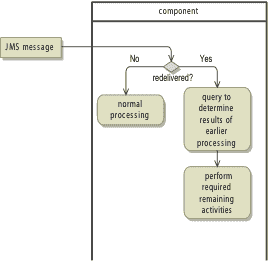 component
JMS message
No
Yes
redelivered?
normal
processing
query to
determine
results of
earlier
processing
perform
required
remaining
activities